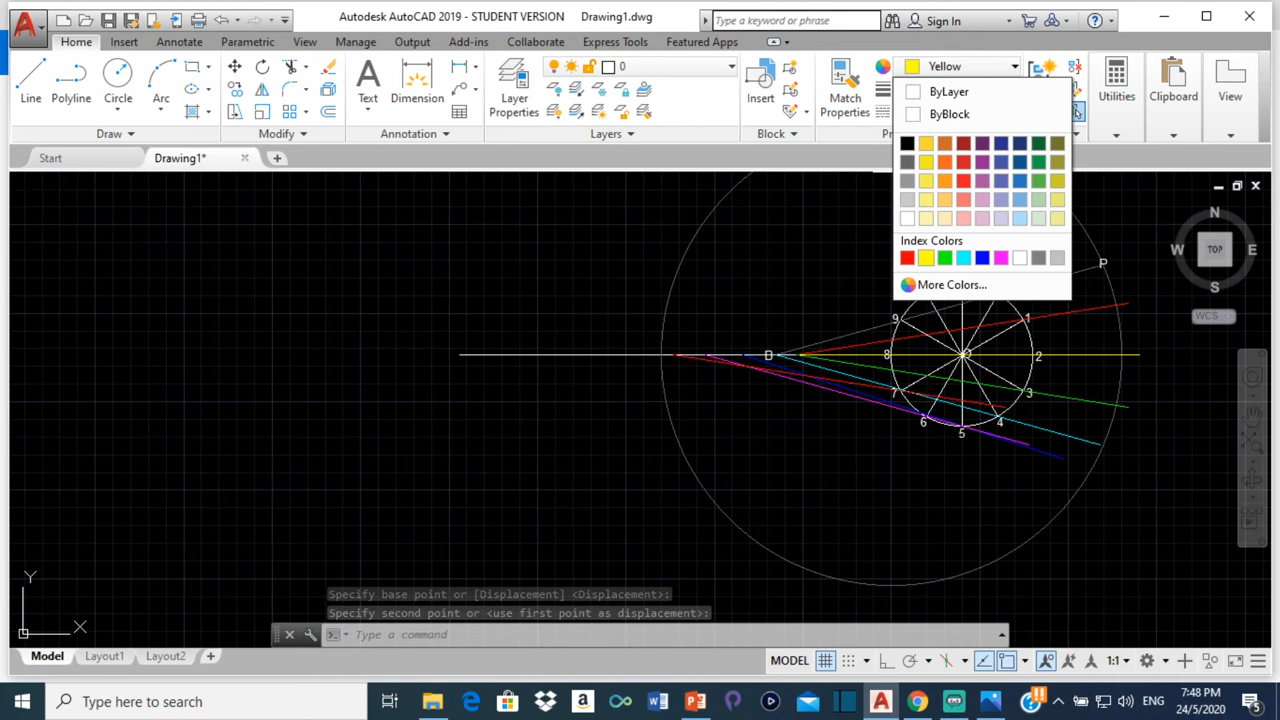 Autodesk AutoCAD 2019 - STUDENT VERSION Drawing1.dwg
Type a keyword or phrase
Sign In
Home Insert Annotate Parametric View Manage Output Add-ins Collaborate Express Tools Featured Apps
0
Yellow
Line Polyline Circle Arc
Text Dimension
Layer Properties
Insert
Match Properties
Utilities Clipboard View
Draw Modify Annotation Layers Block
ByLayer
ByBlock
Start Drawing1* 
Index Colors
More Colors...
N
W TOP E
S
WCS
P
9 1
D 8 O 2
7 3
6 4
5
Y
X
Specify base point or [Displacement] <Displacement>:
Specify second point or <use first point as displacement>:
Type a command
Model Layout1 Layout2
MODEL 1:1
Type here to search
ENG
7:48 PM
24/5/2020
5